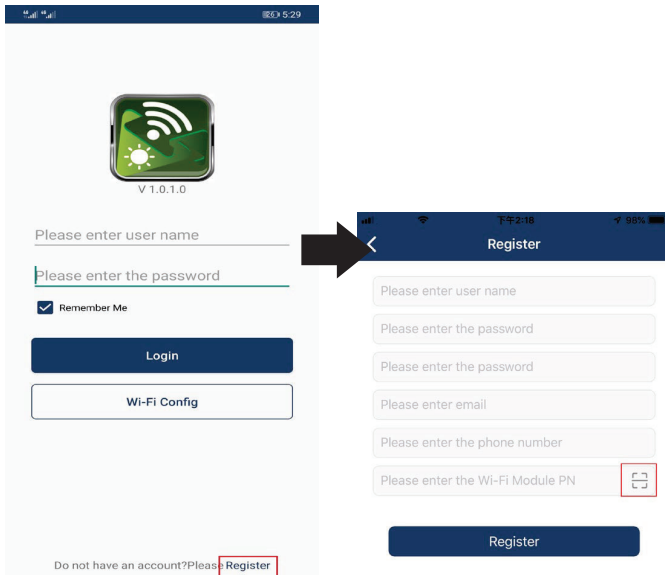 5:29
V 1.0.1.0
Please enter user name
Please enter the password
Remember Me
Login
Wi-Fi Config
Do not have an account?Please Register
下午2:16 98%
Register
Please enter user name
Please enter the password
Please enter the password
Please enter email
Please enter the phone number
Please enter the Wi-Fi Module PN
Register